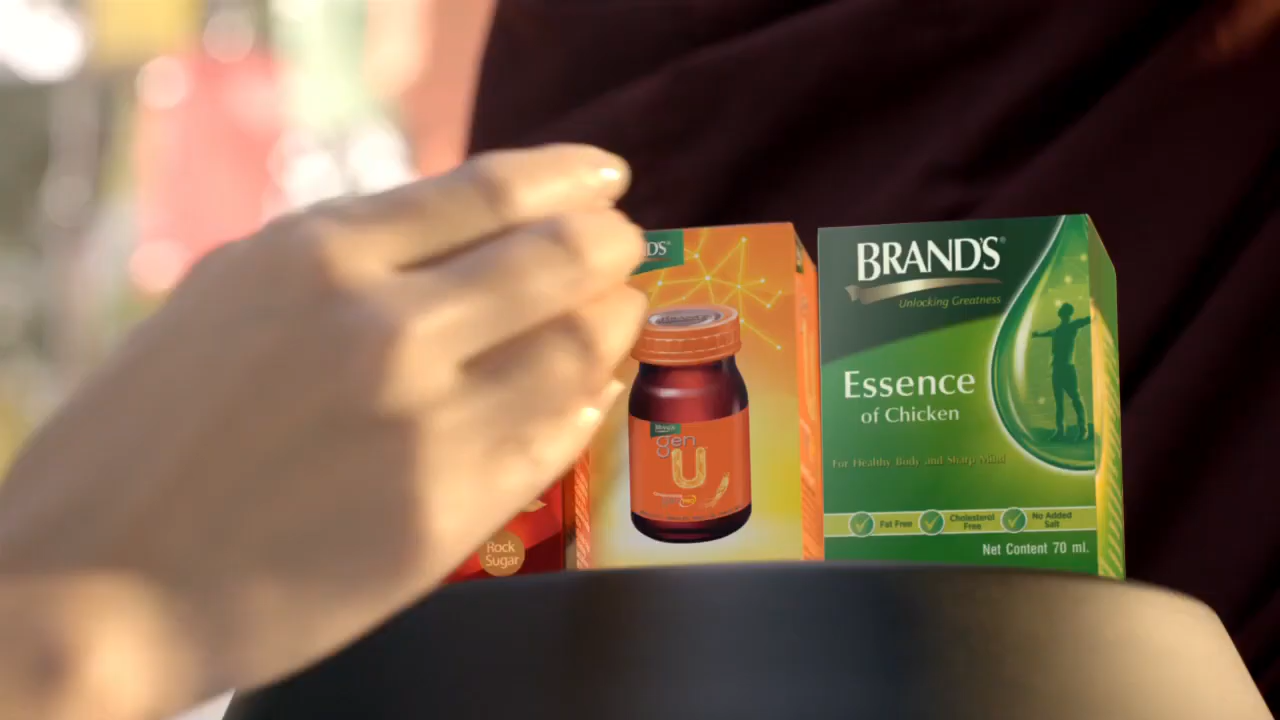 BRAND'S®
Unlocking Greatness
Essence
of Chicken
For Healthy Body and Sharp Mind
Fat Free
Cholesterol
Free
No Added
Salt
Net Content 70 ml.
gen
U
Rock
Sugar